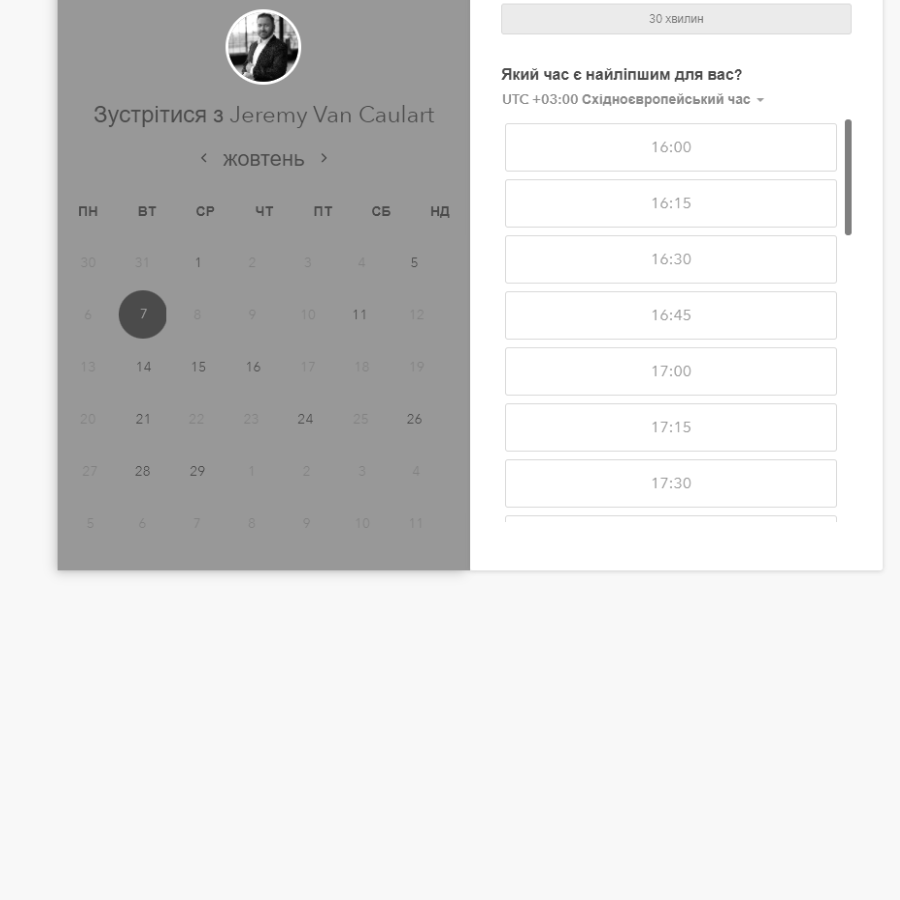 Зустрітися з Jeremy Van Caulart
жовтень
ПН ВТ СР ЧТ ПТ СБ НД
30 31 1 2 3 4 5
6 7 8 9 10 11 12
13 14 15 16 17 18 19
20 21 22 23 24 25 26
27 28 29 1 2 3 4
5 6 7 8 9 10 11
30 хвилин
Який час є найліпшим для вас?
UTC +03:00 Східноєвропейський час
16:00
16:15
16:30
16:45
17:00
17:15
17:30